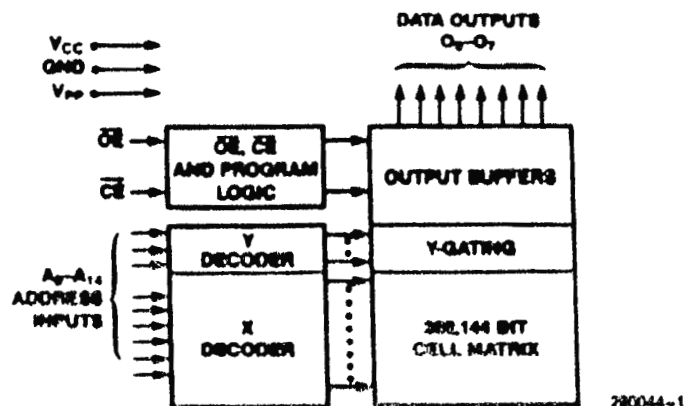 DATA OUTPUTS
O₀–O₇
VCC
GND
VPP
OE
CE
OE, CE
AND PROGRAM
LOGIC
OUTPUT BUFFERS
Y
DECODER
Y-GATING
A₀–A₁₄
ADDRESS
INPUTS
X
DECODER
144 BIT
CELL MATRIX
290044-1